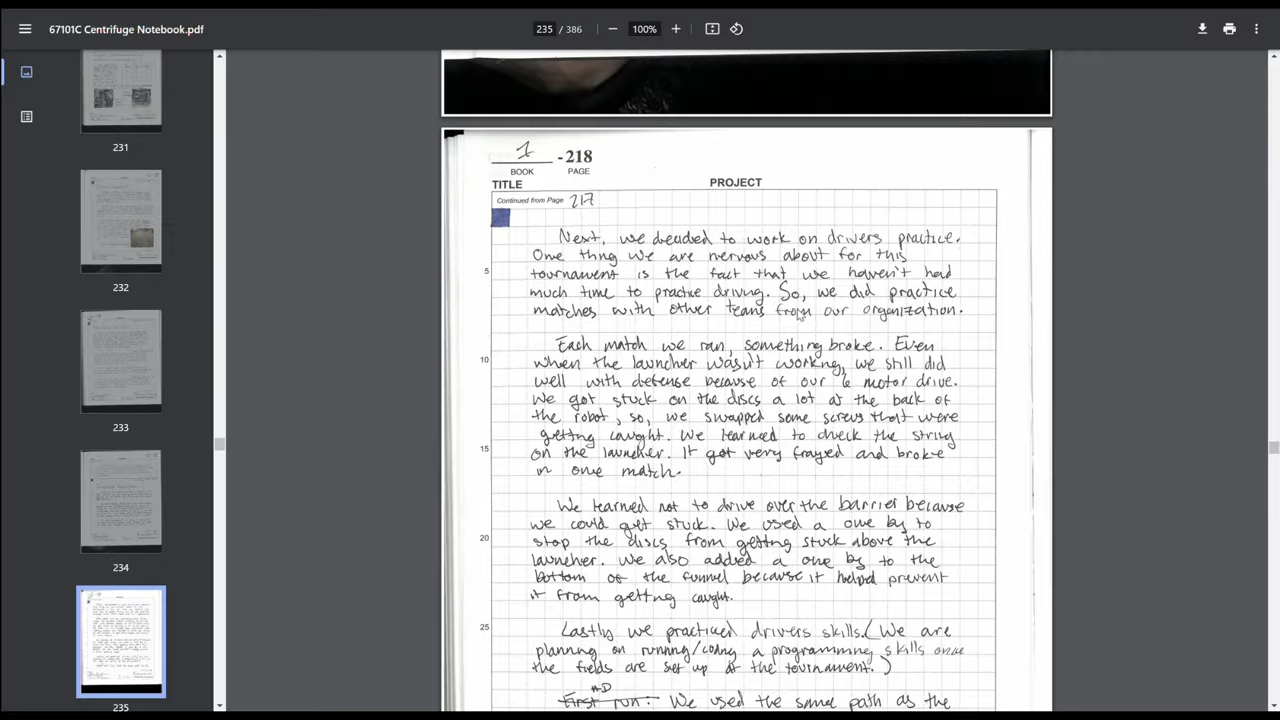 67101C Centrifuge Notebook.pdf
235 / 386
100%
231
232
233
234
235
1 -218
BOOK PAGE
TITLE PROJECT
Continued from Page 217
Next, we decided to work on drivers practice.
One thing we are nervous about for this
5 tournament is the fact that we haven't had
much time to practice driving. So, we did practice
matches with other teams from our organization.
Each match we ran, something broke. Even
10 when the launcher wasn't working, we still did
well with defense because of our 6 motor drive.
We got stuck on the discs a lot at the back of
the robot, so, we swapped some screws that were
getting caught. We learned to check the string
15 on the launcher. It got very frayed and broke
in one match.
We learned not to drive over the barrier because
we could get stuck. We used a one by to
20 stop the discs from getting stuck above the
launcher. We also added a one by to the
bottom of the funnel because it helped prevent
it from getting caught.
25 Lastly we practiced drivers skills. (We are
planning on running/coding a programming skills once
the fields are set up at the tournament.)
AD
First run: We used the same path as the